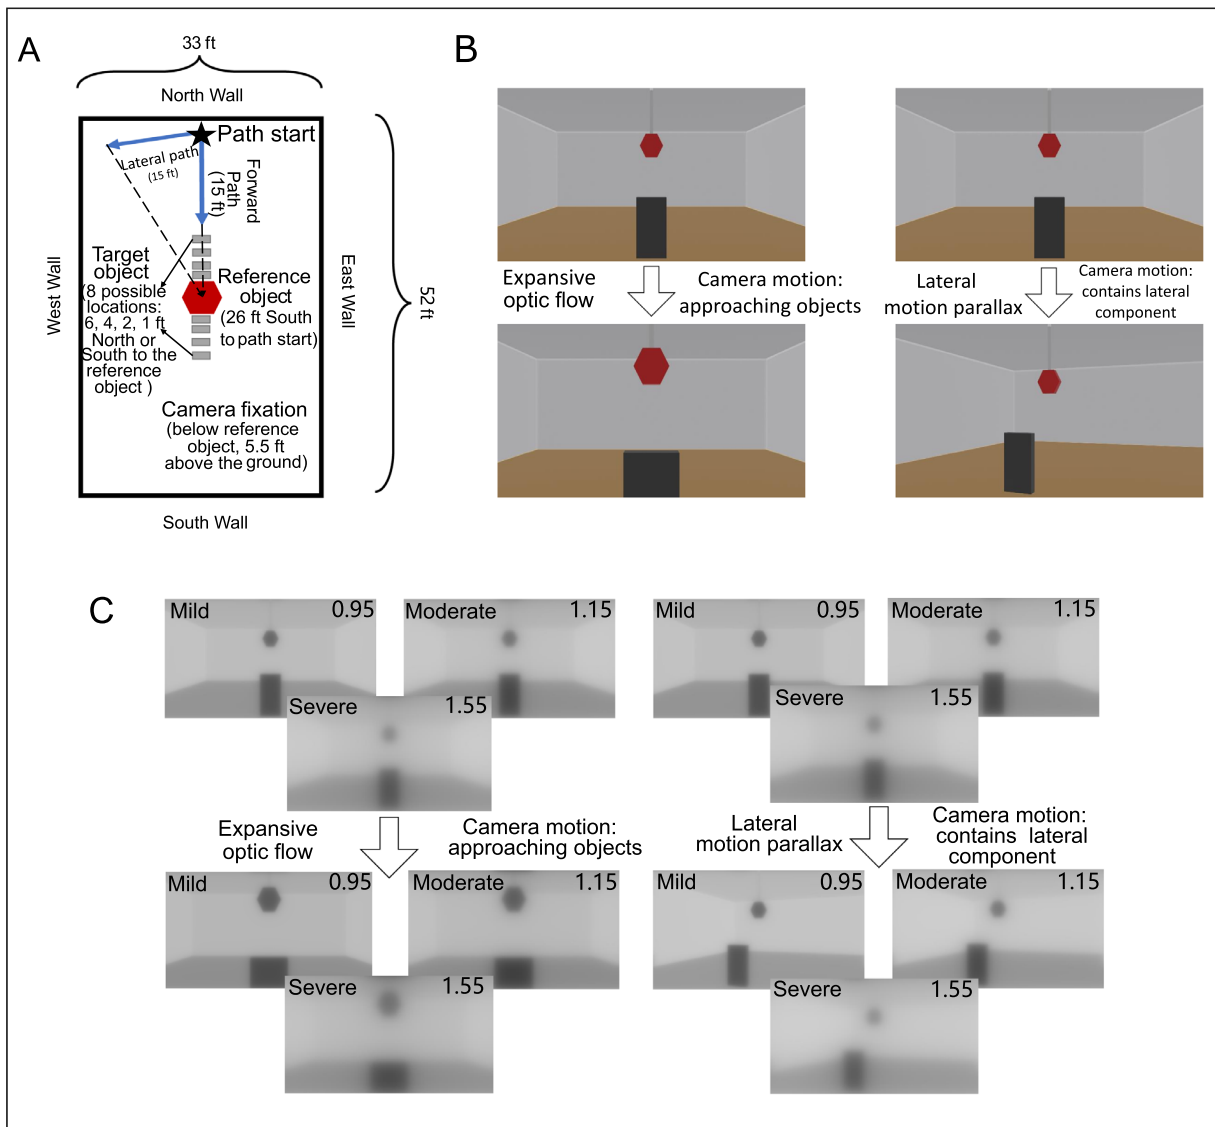 A
33 ft
North Wall
Path start
Lateral path
(15 ft)
Forward
Path
(15 ft)
Target
object
(8 possible
locations:
6, 4, 2, 1 ft
North or
South to the
reference
object )
Reference
object
(26 ft South
to path start)
West Wall
East Wall
52 ft
Camera fixation
(below reference
object, 5.5 ft
above the ground)
South Wall
B
Expansive
optic flow
Camera motion:
approaching objects
Lateral
motion parallax
Camera motion:
contains lateral
component
C
Mild 0.95
Moderate 1.15
Severe 1.55
Mild 0.95
Moderate 1.15
Severe 1.55
Expansive
optic flow
Camera motion:
approaching objects
Lateral
motion parallax
Camera motion:
contains lateral
component
Mild 0.95
Moderate 1.15
Severe 1.55
Mild 0.95
Moderate 1.15
Severe 1.55